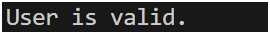 User is valid.